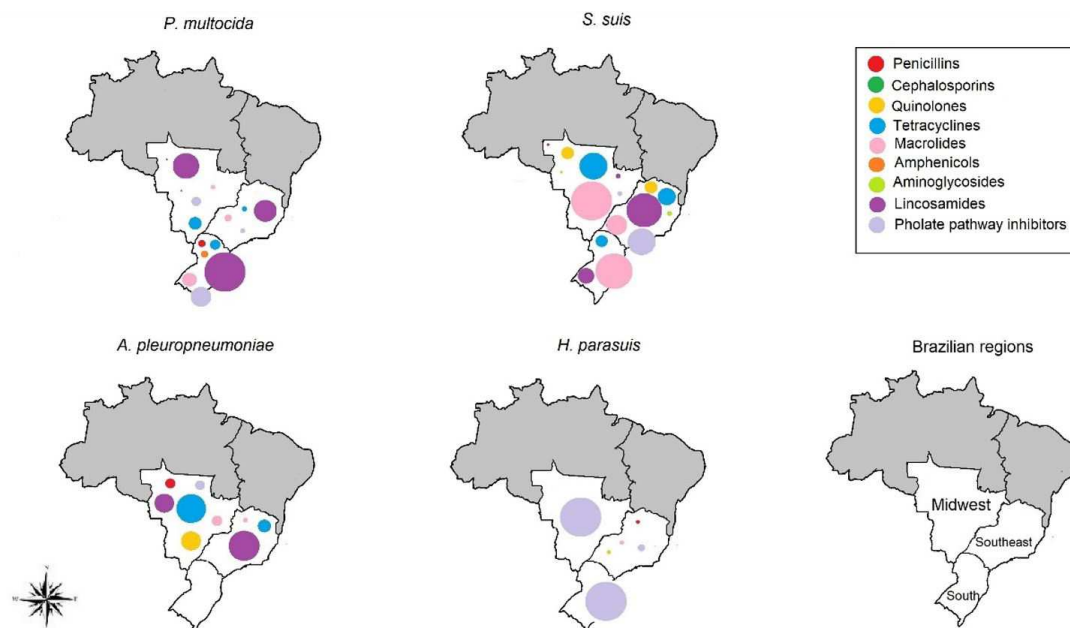 P. multocida
S. suis
Penicillins
Cephalosporins
Quinolones
Tetracyclines
Macrolides
Amphenicols
Aminoglycosides
Lincosamides
Pholate pathway inhibitors
A. pleuropneumoniae
H. parasuis
Brazilian regions
Midwest
Southeast
South